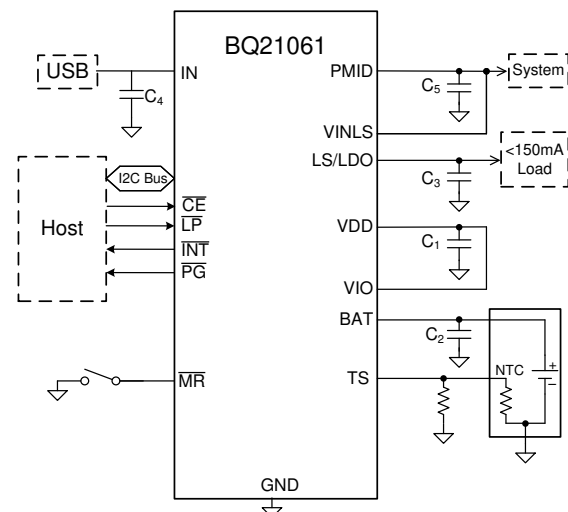 BQ21061
USB
IN
C4
PMID
C5
System
VINLS
LS/LDO
C3
<150mA
Load
I2C Bus
Host
CE
LP
INT
PG
VDD
C1
VIO
BAT
C2
NTC
+
−
MR
TS
GND